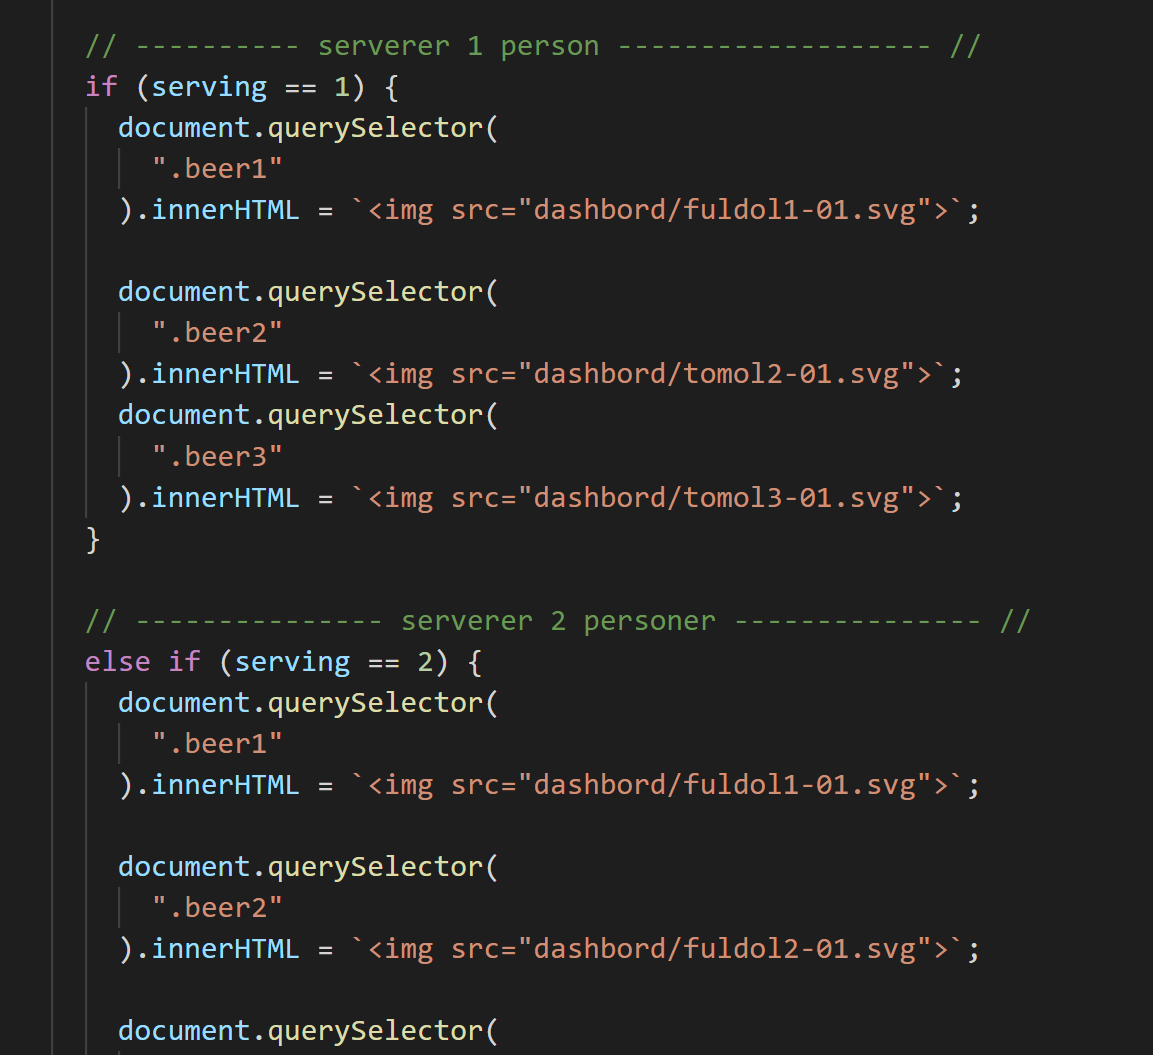 // ---------- serverer 1 person ------------------- //
if (serving == 1) {
document.querySelector(
".beer1"
).innerHTML = `<img src="dashbord/fuldol1-01.svg">`;
document.querySelector(
".beer2"
).innerHTML = `<img src="dashbord/tomol2-01.svg">`;
document.querySelector(
".beer3"
).innerHTML = `<img src="dashbord/tomol3-01.svg">`;
}
// --------------- serverer 2 personer --------------- //
else if (serving == 2) {
document.querySelector(
".beer1"
).innerHTML = `<img src="dashbord/fuldol1-01.svg">`;
document.querySelector(
".beer2"
).innerHTML = `<img src="dashbord/fuldol2-01.svg">`;
document.querySelector(